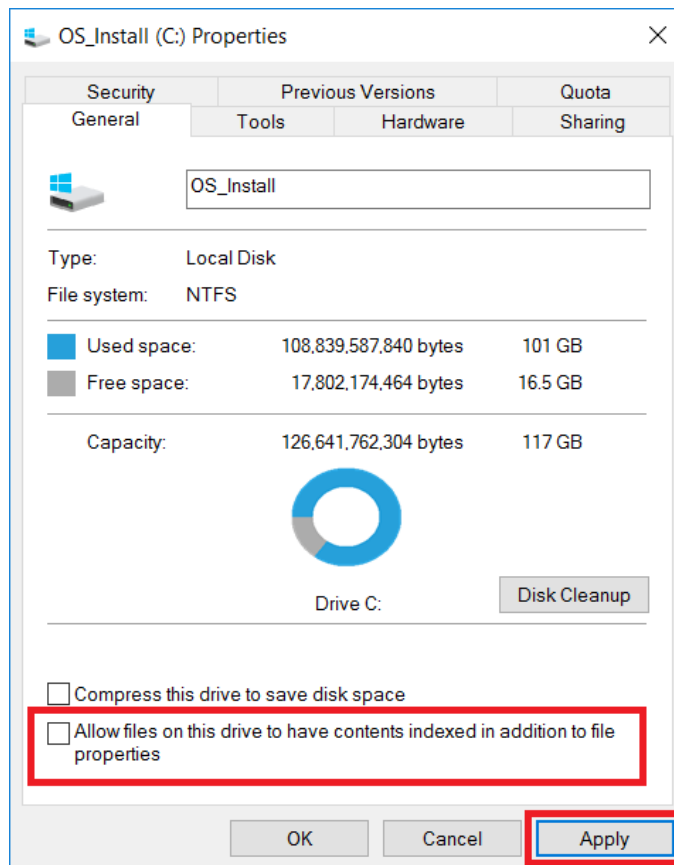 OS_Install (C:) Properties
Security Previous Versions Quota
General Tools Hardware Sharing
OS_Install
Type: Local Disk
File system: NTFS
Used space: 108,839,587,840 bytes 101 GB
Free space: 17,802,174,464 bytes 16.5 GB
Capacity: 126,641,762,304 bytes 117 GB
Drive C: Disk Cleanup
Compress this drive to save disk space
Allow files on this drive to have contents indexed in addition to file
properties
OK Cancel Apply